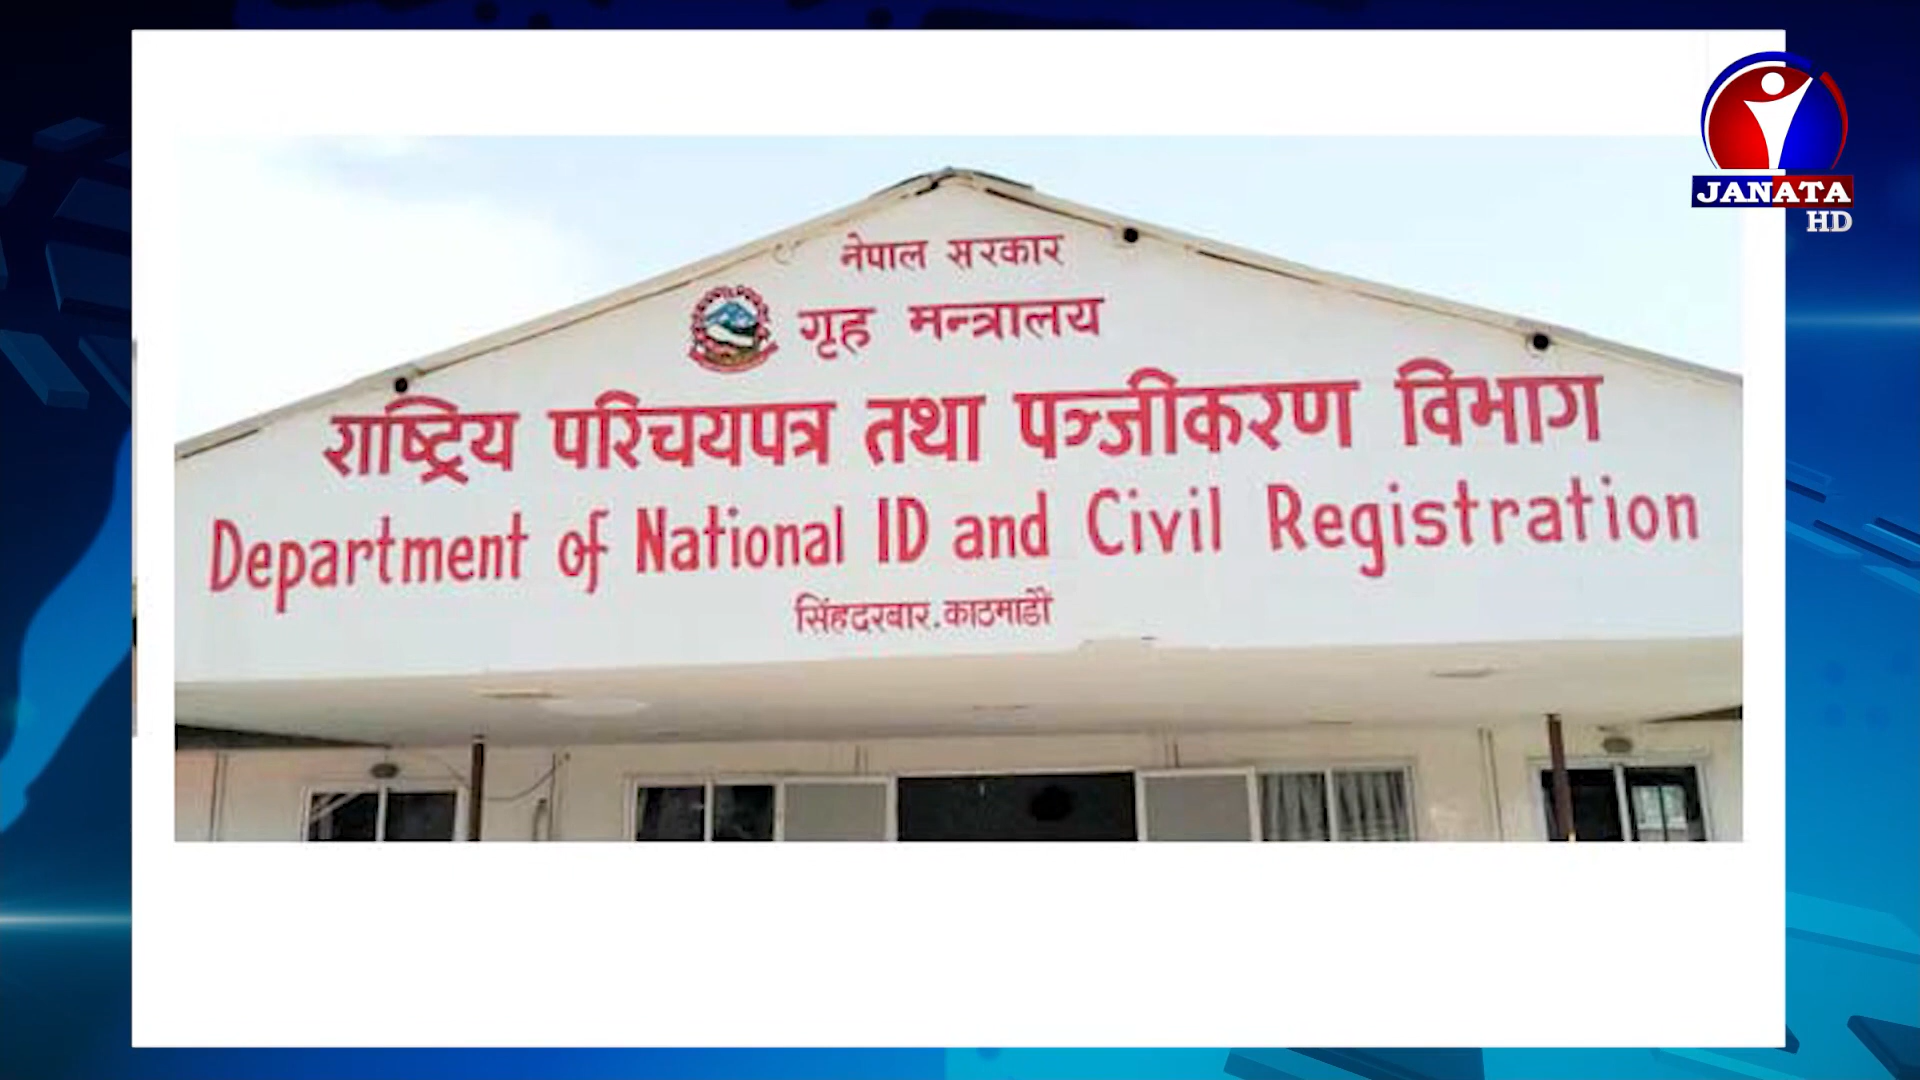 नेपाल सरकार
गृह मन्त्रालय
राष्ट्रिय परिचयपत्र तथा पञ्जीकरण विभाग
Department of National ID and Civil Registration
सिंहदरबार, काठमाडौं
JANATA
HD